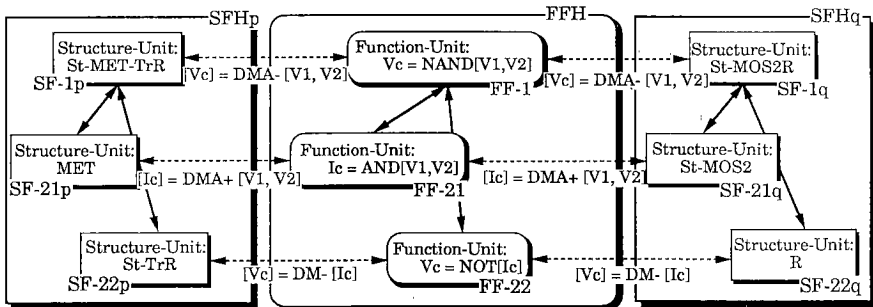 SFHp
FFH
SFHq
Structure-Unit:
St-MET-TrR
SF-1p
[Vc] = DMA- [V1, V2]
Function-Unit:
Vc = NAND[V1,V2]
FF-1
[Vc] = DMA- [V1, V2]
Structure-Unit:
St-MOS2R
SF-1q
Structure-Unit:
MET
SF-21p
[Ic] = DMA+ [V1, V2]
Function-Unit:
Ic = AND[V1,V2]
FF-21
[Ic] = DMA+ [V1, V2]
Structure-Unit:
St-MOS2
SF-21q
Structure-Unit:
St-TrR
SF-22p
[Vc] = DM- [Ic]
Function-Unit:
Vc = NOT[Ic]
FF-22
[Vc] = DM- [Ic]
Structure-Unit:
R
SF-22q